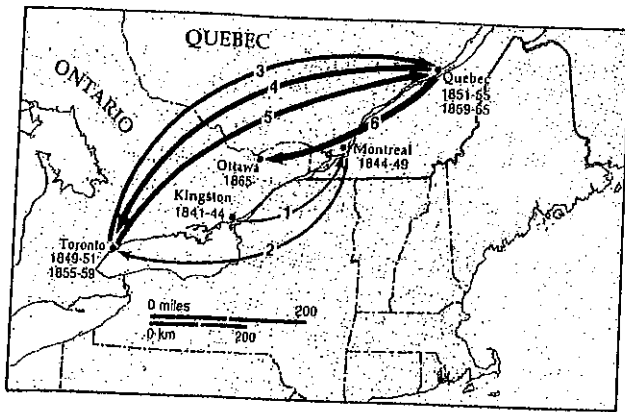 QUEBEC
ONTARIO
3
4
5
6
Quebec
1851-55
1859-65
Montreal
1844-49
Ottawa
1865
Kingston
1841-44
1
2
Toronto
1849-51
1855-59
0 miles
200
0 km
200